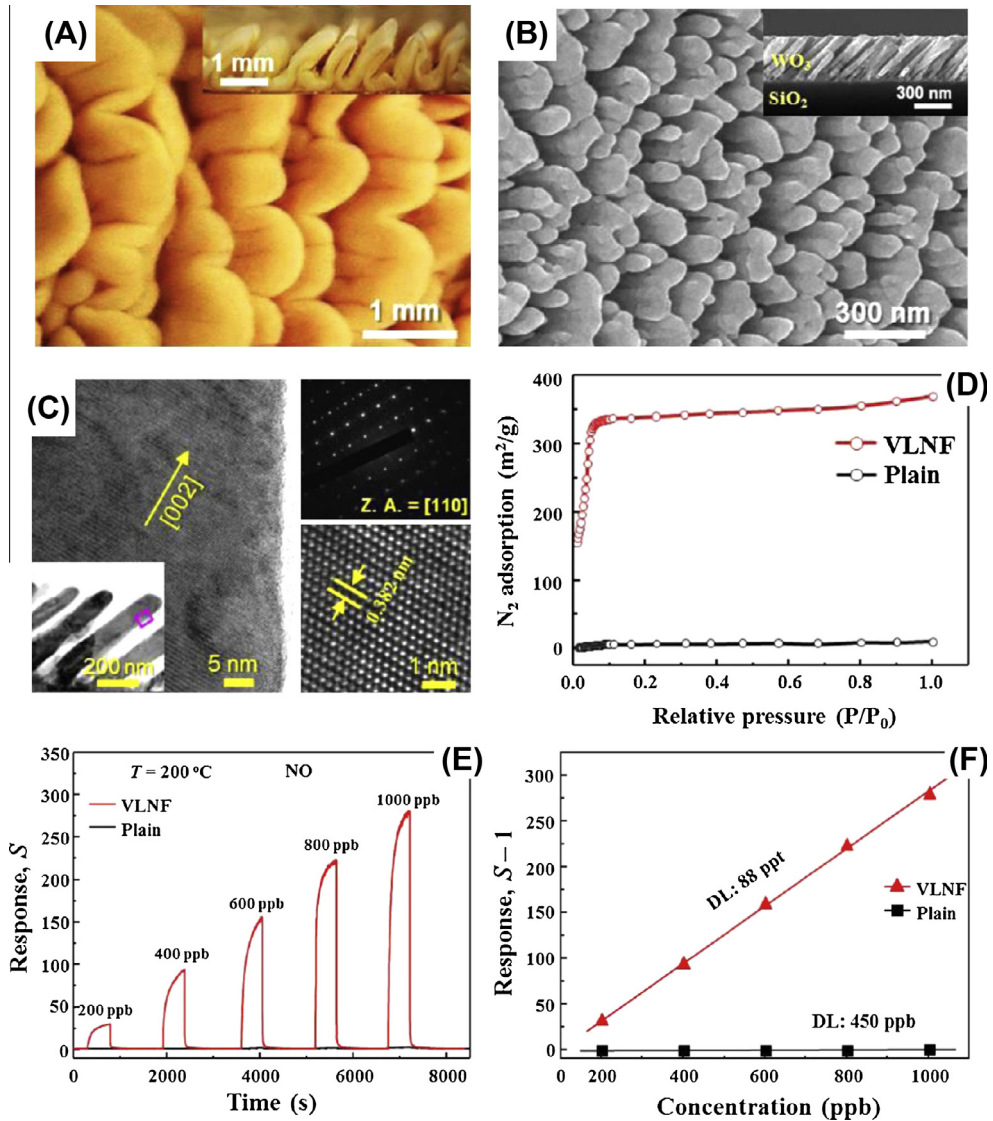 (A)
1 mm
1 mm
(B)
WO3
SiO2
300 nm
300 nm
(C)
[002]
200 nm
5 nm
Z. A. = [110]
0.382 nm
1 nm
(D)
N2 adsorption (m²/g)
400
300
200
100
0
VLNF
Plain
0.0
0.2
0.4
0.6
0.8
1.0
Relative pressure (P/P0)
(E)
Response, S
350
300
250
200
150
100
50
0
T = 200 °C
NO
VLNF
Plain
200 ppb
400 ppb
600 ppb
800 ppb
1000 ppb
0
2000
4000
6000
8000
Time (s)
(F)
Response, S − 1
300
250
200
150
100
50
0
DL: 88 ppt
VLNF
Plain
DL: 450 ppb
200
400
600
800
1000
Concentration (ppb)